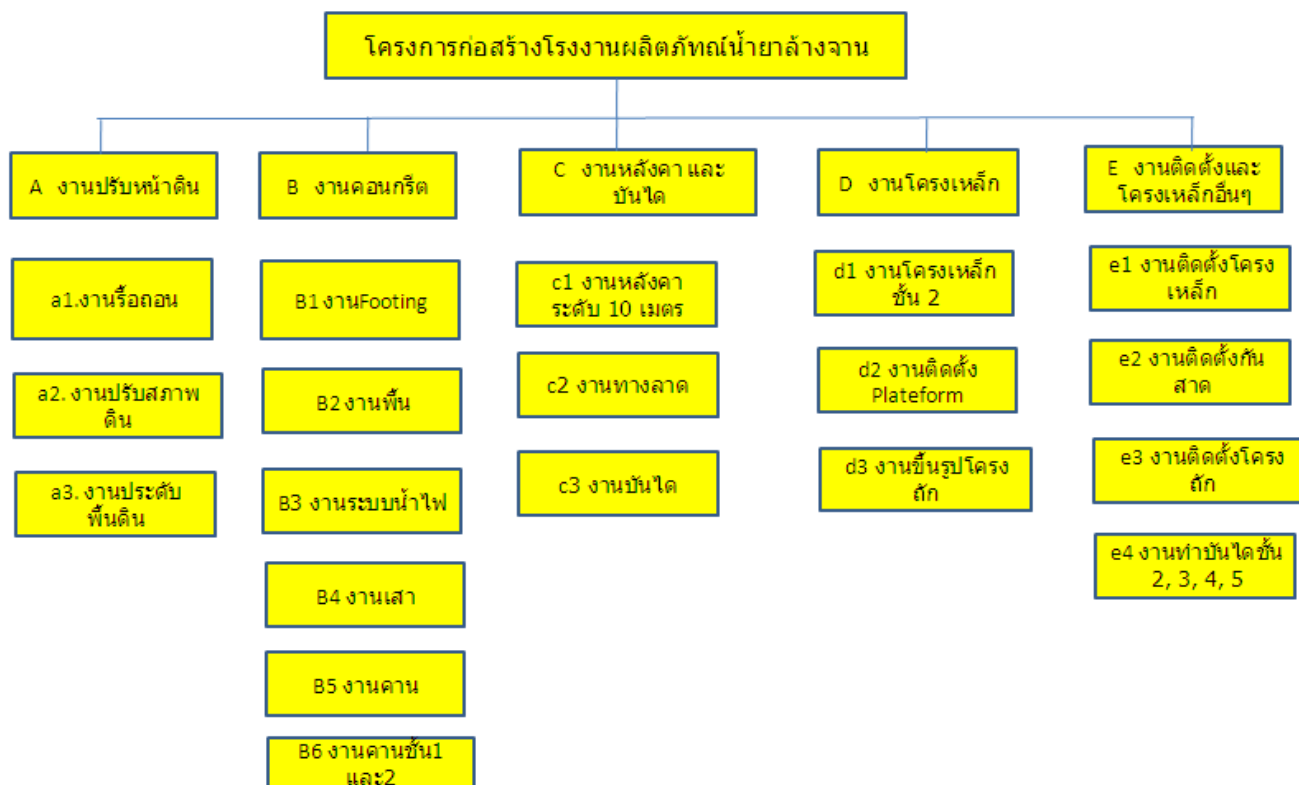 โครงการก่อสร้างโรงงานผลิตภัทณ์น้ำยาล้างจาน
A งานปรับหน้าดิน
a1.งานรื้อถอน
a2. งานปรับสภาพ
ดิน
a3. งานประดับ
พื้นดิน
B งานคอนกรีต
B1 งานFooting
B2 งานพื้น
B3 งานระบบน้ำไฟ
B4 งานเสา
B5 งานคาน
B6 งานคานชั้น1
และ2
C งานหลังคา และ
บันได
c1 งานหลังคา
ระดับ 10 เมตร
c2 งานทางลาด
c3 งานบันได
D งานโครงเหล็ก
d1 งานโครงเหล็ก
ชั้น 2
d2 งานติดตั้ง
Plateform
d3 งานขึ้นรูปโครง
ถัก
E งานติดตั้งและ
โครงเหล็กอื่นๆ
e1 งานติดตั้งโครง
เหล็ก
e2 งานติดตั้งกัน
สาด
e3 งานติดตั้งโครง
ถัก
e4 งานทำบันไดชั้น
2, 3, 4, 5